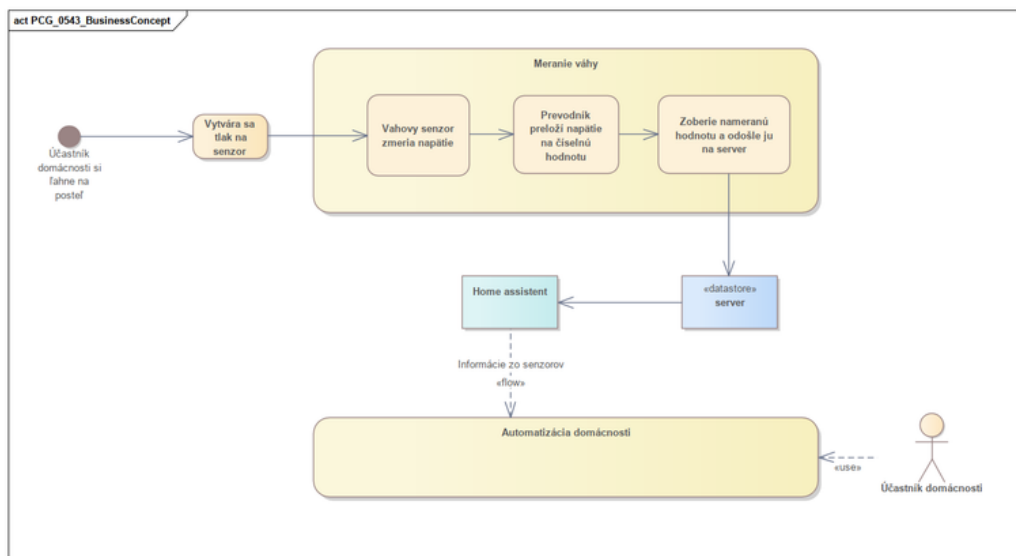 act PCG_0543_BusinessConcept
Meranie váhy
Účastník
domácnosti si
ľahne na
posteľ
Vytvára sa
tlak na
senzor
Vahovy senzor
zmeria napätie
Prevodník
preloží napätie
na čiselnú
hodnotu
Zoberie nameranú
hodnotu a odošle ju
na server
Home assistent
«datastore»
server
Informácie zo senzorov
«flow»
Automatizácia domácnosti
«use»
Účastník domácnosti